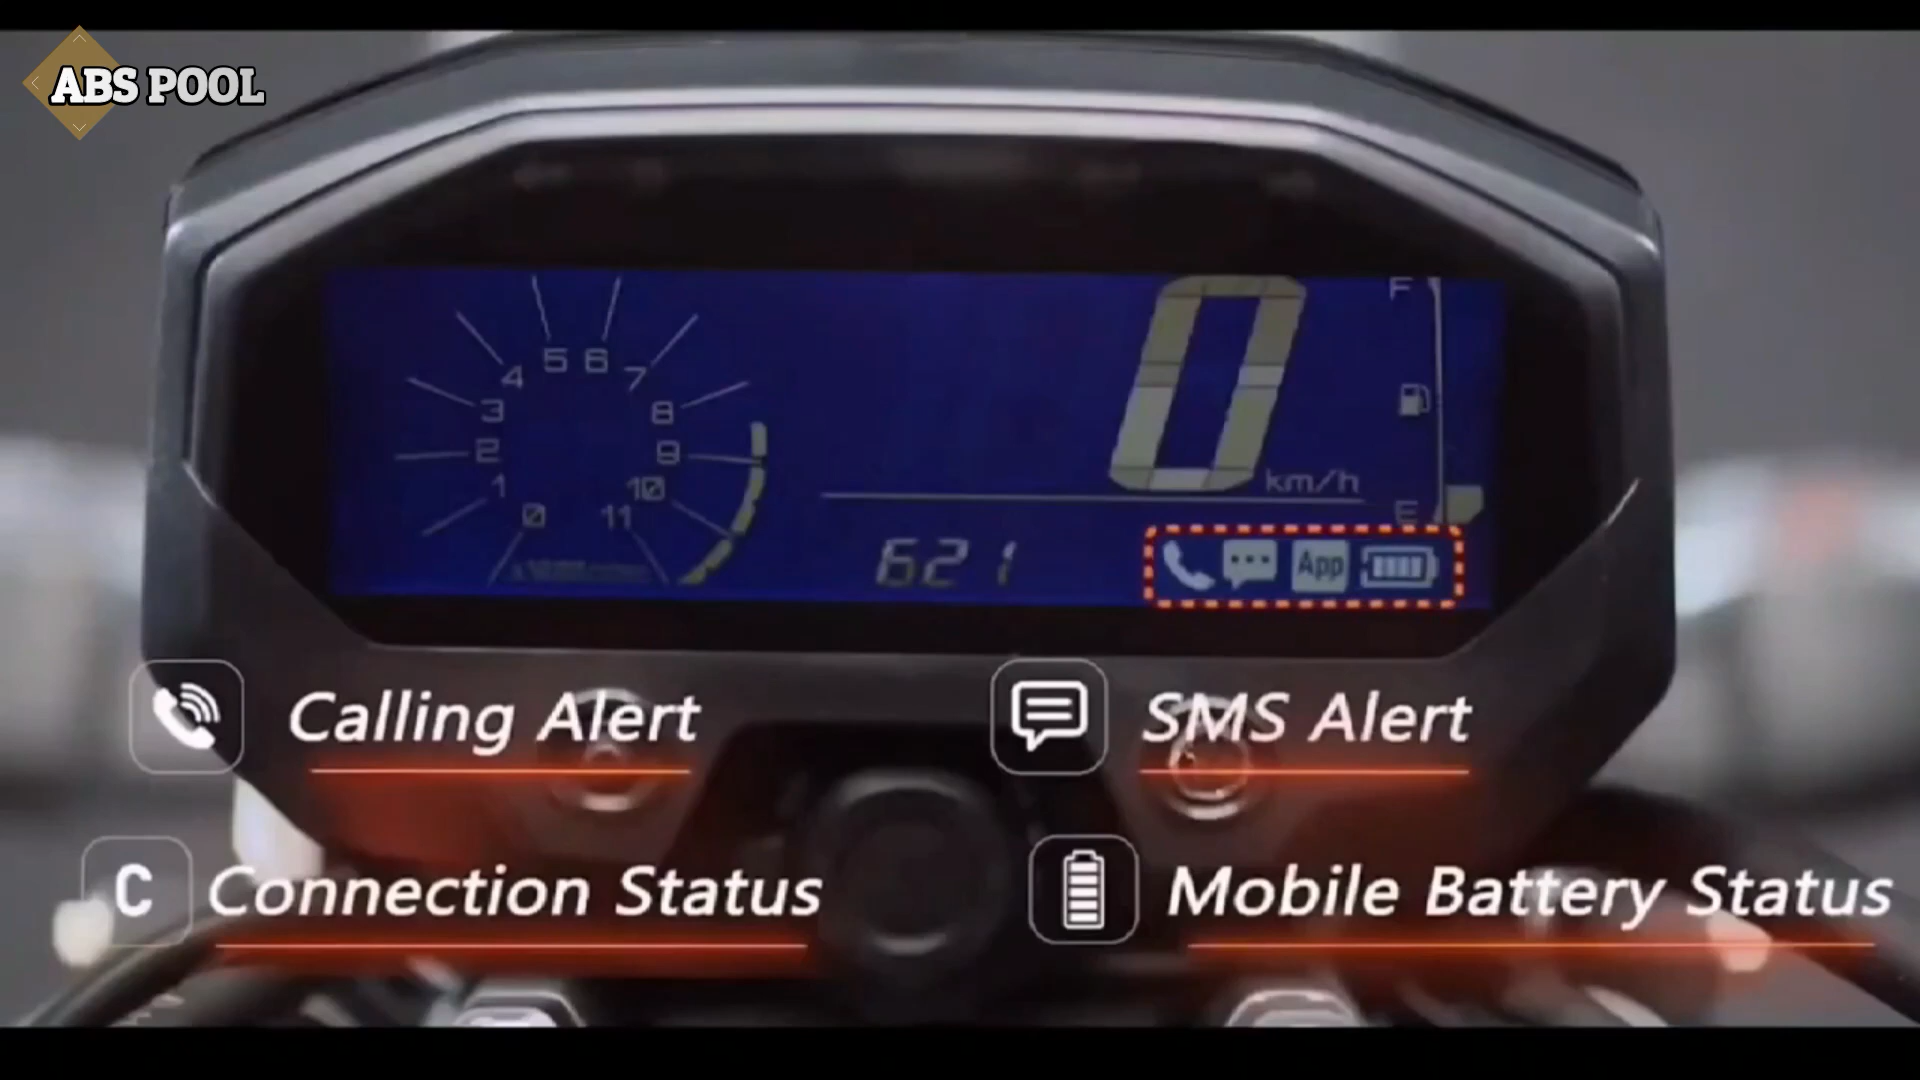 ABS POOL
0
km/h
F
E
5 6
4 7
3 8
2 9
1 10
0 11
621
App
Calling Alert
SMS Alert
C Connection Status
Mobile Battery Status